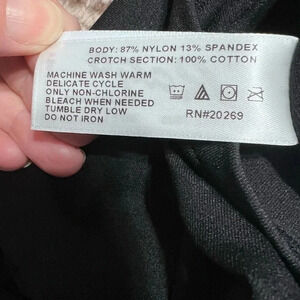 BODY: 87% NYLON 13% SPANDEX
CROTCH SECTION: 100% COTTON
MACHINE WASH WARM
DELICATE CYCLE
ONLY NON-CHLORINE
BLEACH WHEN NEEDED
TUMBLE DRY LOW
DO NOT IRON
RN#20269